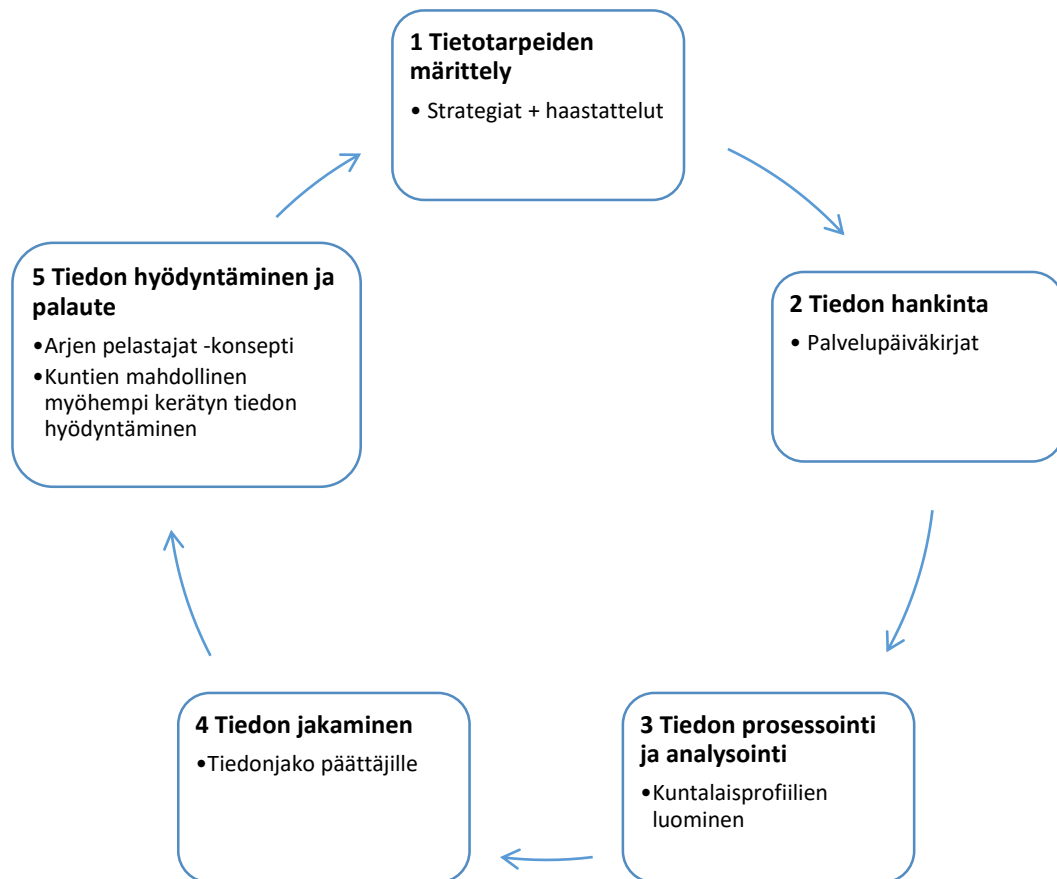 1 Tietotarpeiden
märittely
• Strategiat + haastattelut
2 Tiedon hankinta
• Palvelupäiväkirjat
3 Tiedon prosessointi
ja analysointi
•Kuntalaisprofiilien
luominen
4 Tiedon jakaminen
•Tiedonjako päättäjille
5 Tiedon hyödyntäminen ja
palaute
•Arjen pelastajat -konsepti
•Kuntien mahdollinen
myöhempi kerätyn tiedon
hyödyntäminen